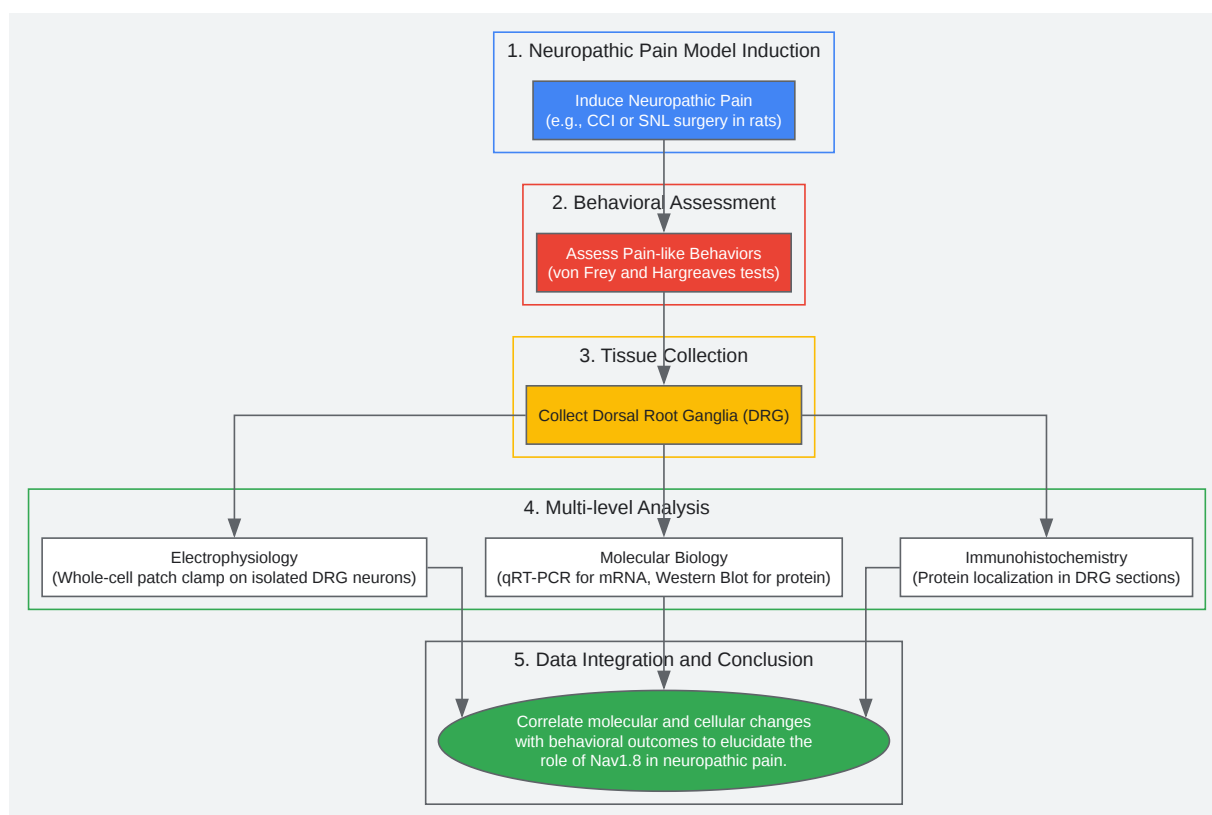 1. Neuropathic Pain Model Induction
Induce Neuropathic Pain
(e.g., CCI or SNL surgery in rats)
2. Behavioral Assessment
Assess Pain-like Behaviors
(von Frey and Hargreaves tests)
3. Tissue Collection
Collect Dorsal Root Ganglia (DRG)
4. Multi-level Analysis
Electrophysiology
(Whole-cell patch clamp on isolated DRG neurons)
Molecular Biology
(qRT-PCR for mRNA, Western Blot for protein)
Immunohistochemistry
(Protein localization in DRG sections)
5. Data Integration and Conclusion
Correlate molecular and cellular changes
with behavioral outcomes to elucidate the
role of Nav1.8 in neuropathic pain.